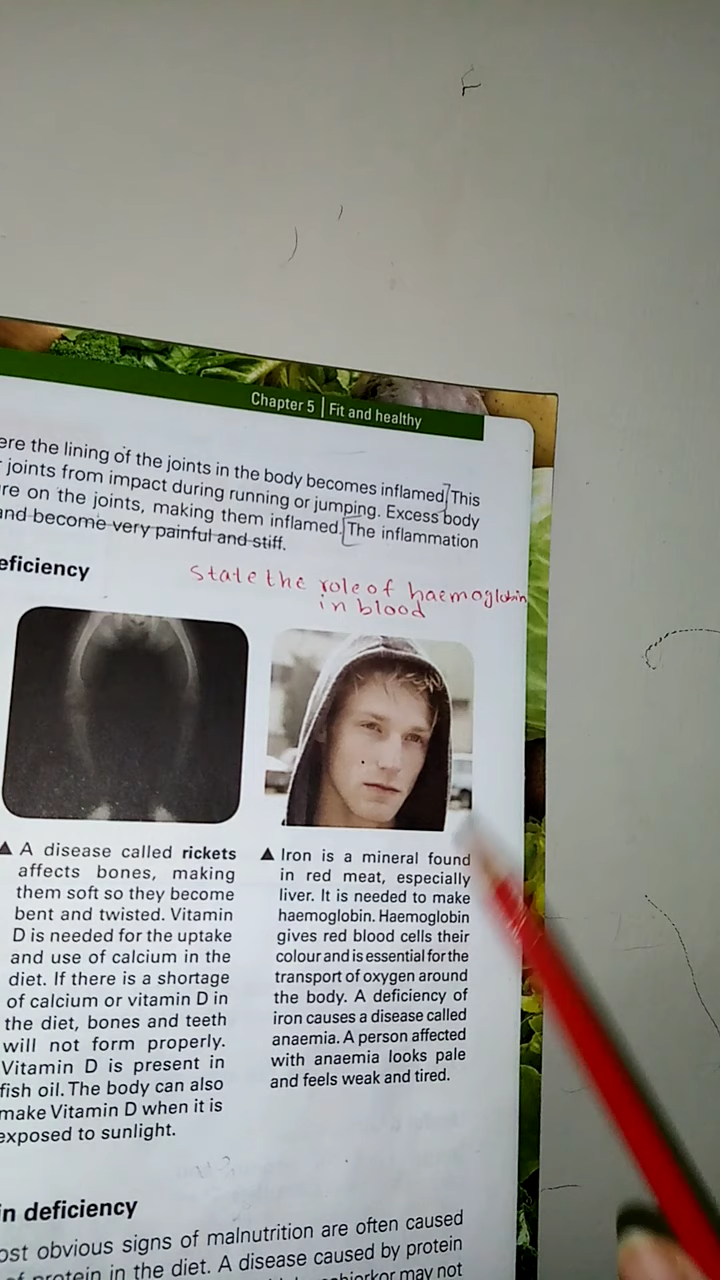 Chapter 5 | Fit and healthy
ere the lining of the joints in the body becomes inflamed. This
joints from impact during running or jumping. Excess body
re on the joints, making them inflamed. The inflammation
and become very painful and stiff.
eficiency
State the role of haemoglobin
in blood
▲ A disease called rickets
affects bones, making
them soft so they become
bent and twisted. Vitamin
D is needed for the uptake
and use of calcium in the
diet. If there is a shortage
of calcium or vitamin D in
the diet, bones and teeth
will not form properly.
Vitamin D is present in
fish oil. The body can also
make Vitamin D when it is
exposed to sunlight.
▲ Iron is a mineral found
in red meat, especially
liver. It is needed to make
haemoglobin. Haemoglobin
gives red blood cells their
colour and is essential for the
transport of oxygen around
the body. A deficiency of
iron causes a disease called
anaemia. A person affected
with anaemia looks pale
and feels weak and tired.
in deficiency
ost obvious signs of malnutrition are often caused
of protein in the diet. A disease caused by protein
may not